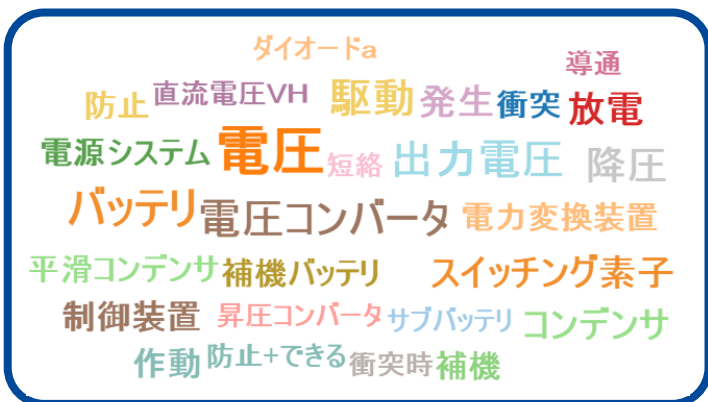 ダイオードa
導通
防止 直流電圧VH 駆動 発生 衝突 放電
電源システム 電圧 短絡 出力電圧 降圧
バッテリ 電圧コンバータ 電力変換装置
平滑コンデンサ 補機バッテリ スイッチング素子
制御装置 昇圧コンバータ サブバッテリ コンデンサ
作動 防止+できる 衝突時 補機